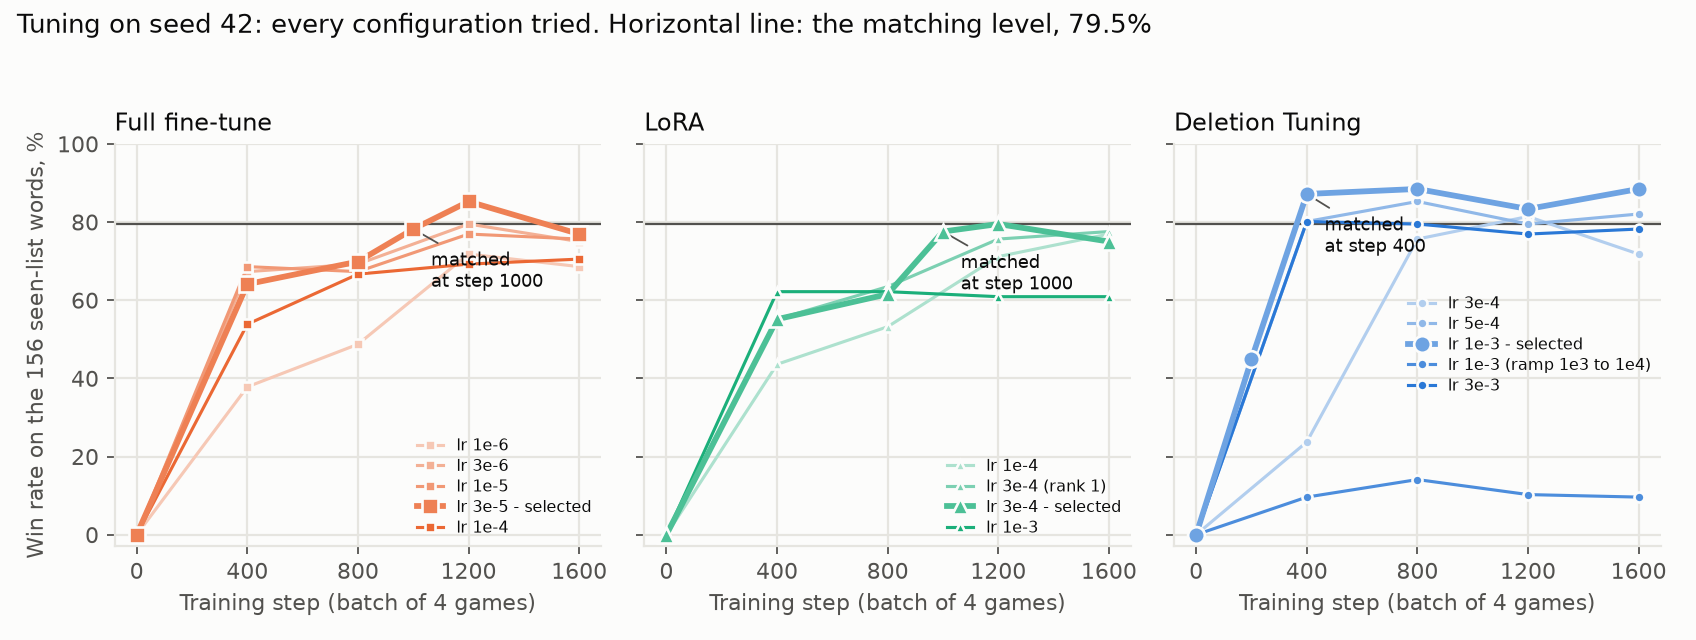 Tuning on seed 42: every configuration tried. Horizontal line: the matching level, 79.5%
Full fine-tune
LoRA
Deletion Tuning
Win rate on the 156 seen-list words, %
100
80
60
40
20
0
matched
at step 1000
lr 1e-6
lr 3e-6
lr 1e-5
lr 3e-5 - selected
lr 1e-4
0 400 800 1200 1600
Training step (batch of 4 games)
matched
at step 1000
lr 1e-4
lr 3e-4 (rank 1)
lr 3e-4 - selected
lr 1e-3
0 400 800 1200 1600
Training step (batch of 4 games)
matched
at step 400
lr 3e-4
lr 5e-4
lr 1e-3 - selected
lr 1e-3 (ramp 1e3 to 1e4)
lr 3e-3
0 400 800 1200 1600
Training step (batch of 4 games)